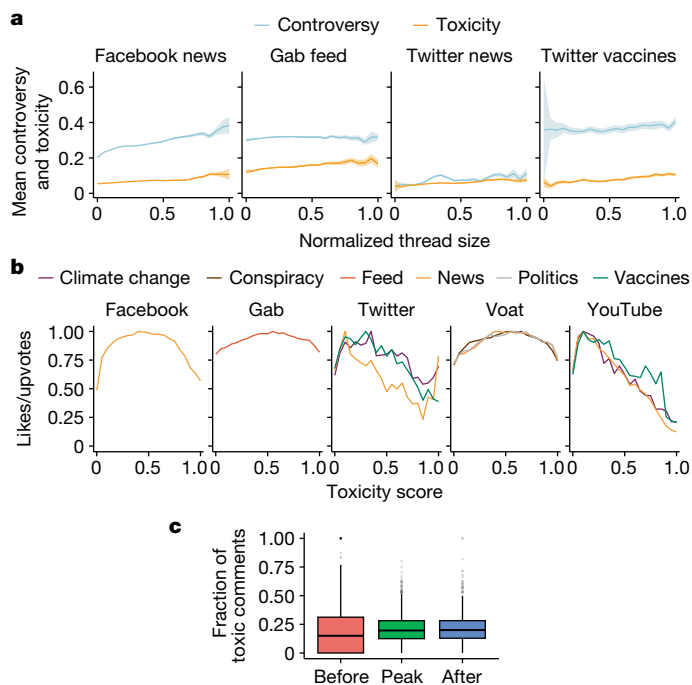 a
Controversy Toxicity
Facebook news Gab feed Twitter news Twitter vaccines
Mean controversy
and toxicity
0.6
0.4
0.2
0
0 0.5 1.0 0 0.5 1.0 0 0.5 1.0 0 0.5 1.0
Normalized thread size
b
Climate change Conspiracy Feed News Politics Vaccines
Facebook Gab Twitter Voat YouTube
Likes/upvotes
1.00
0.75
0.50
0.25
0
0 0.5 1.0 0 0.5 1.0 0 0.5 1.0 0 0.5 1.0 0 0.5 1.0
Toxicity score
c
Fraction of
toxic comments
1.00
0.75
0.50
0.25
0
Before Peak After